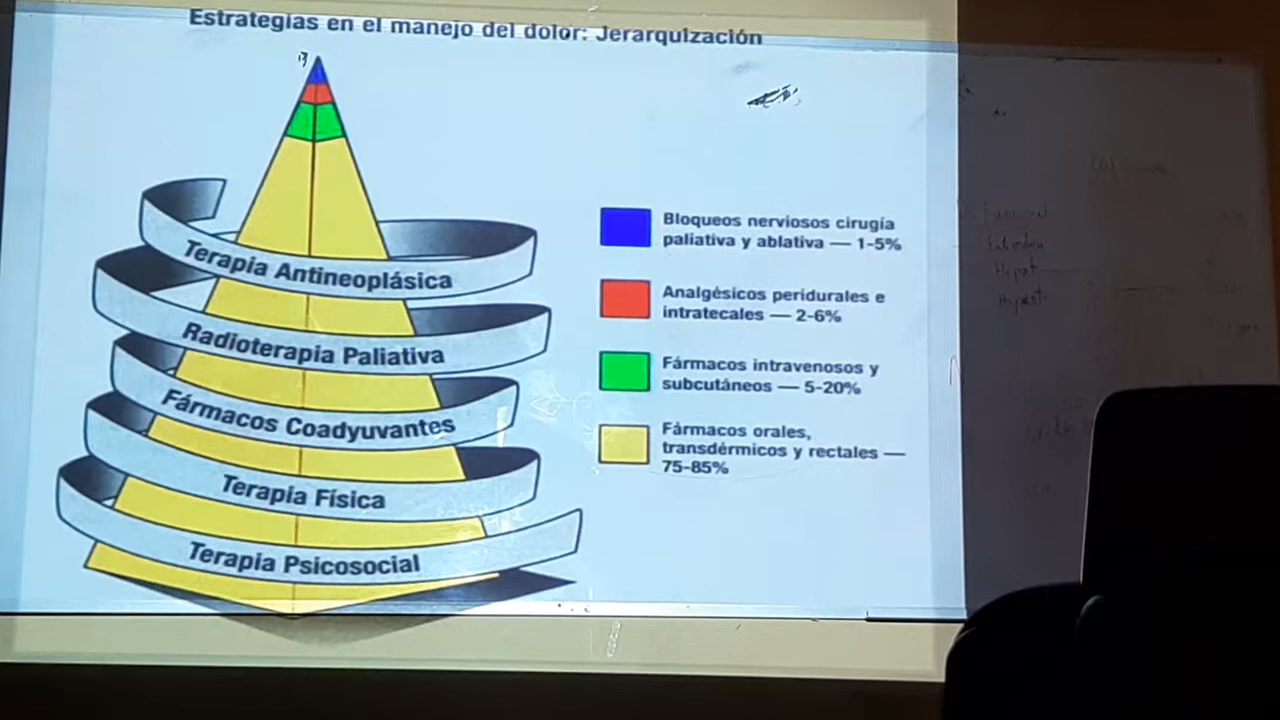 Estrategias en el manejo del dolor: Jerarquización
Terapia Antineoplásica
Radioterapia Paliativa
Fármacos Coadyuvantes
Terapia Física
Terapia Psicosocial
Bloqueos nerviosos cirugía
paliativa y ablativa — 1-5%
Analgésicos peridurales e
intratecales — 2-6%
Fármacos intravenosos y
subcutáneos — 5-20%
Fármacos orales,
transdérmicos y rectales —
75-85%